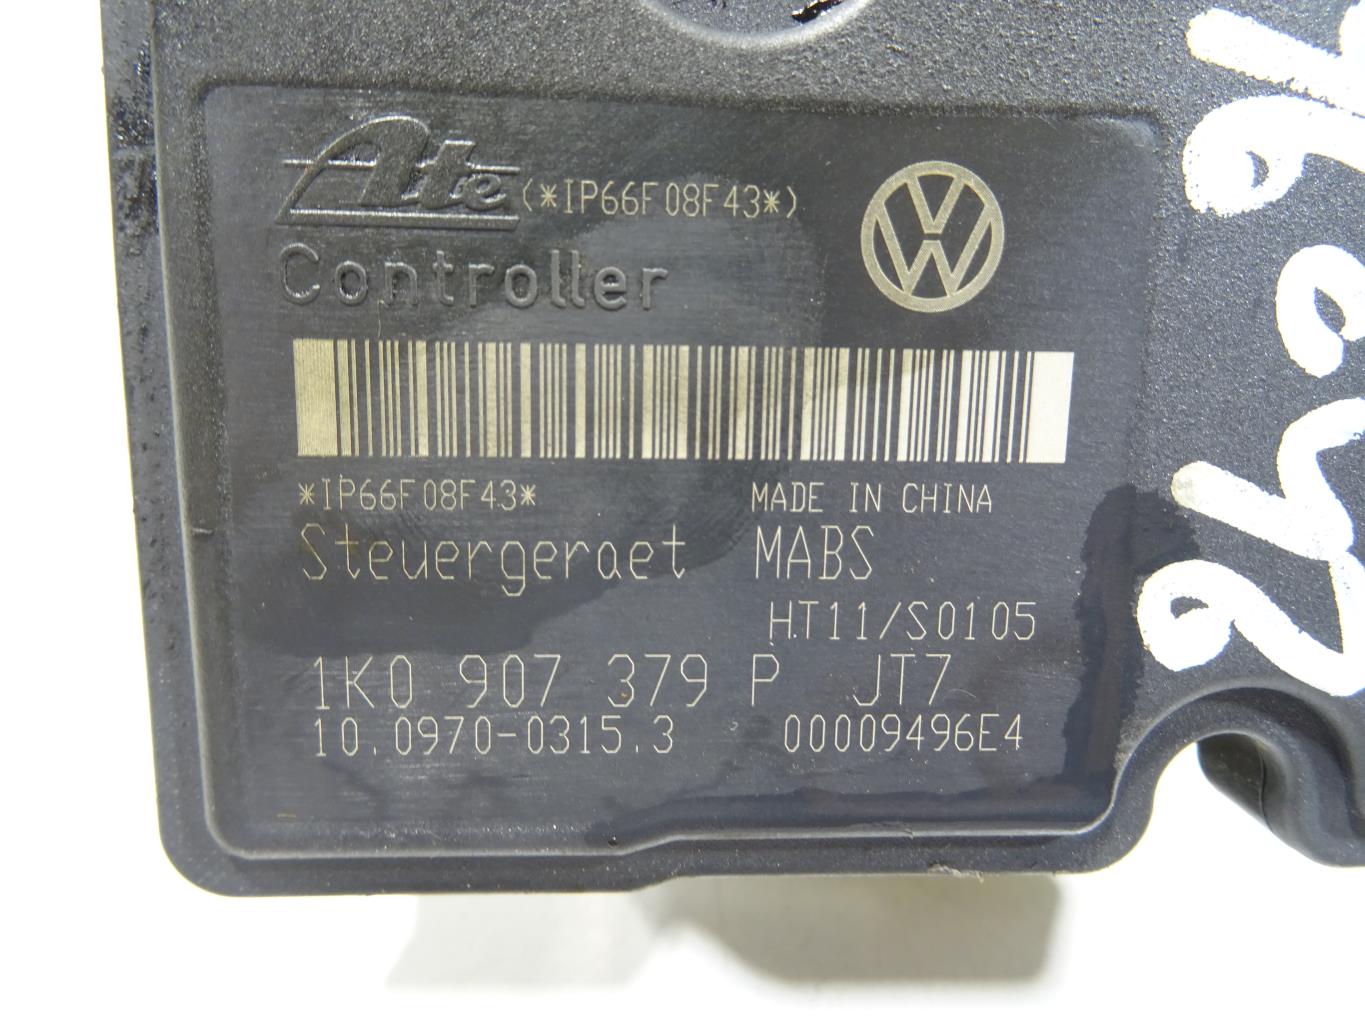 Ate (*IP66F08F43*)
Controller
VW
*IP66F08F43* MADE IN CHINA
Steuergeraet MABS
H.T11/S0105
1K0 907 379 P JT7
10.0970-0315.3 00009496E4